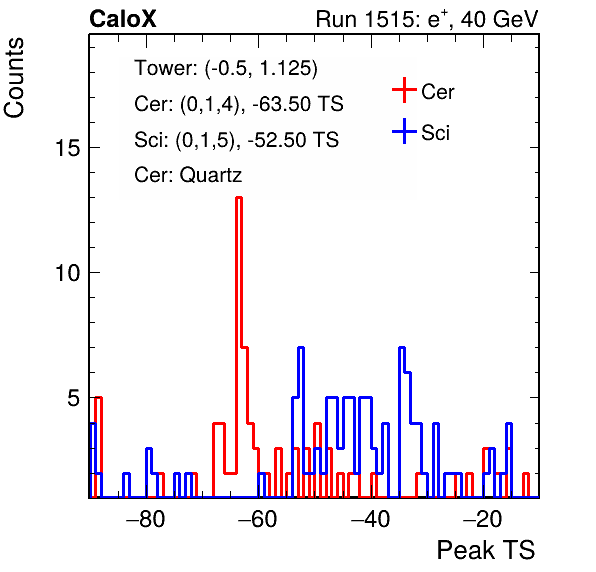 CaloX Run 1515: e⁺, 40 GeV
Counts
Tower: (-0.5, 1.125)
Cer: (0,1,4), -63.50 TS
Sci: (0,1,5), -52.50 TS
Cer: Quartz
Cer
Sci
15
10
5
−80 −60 −40 −20
Peak TS